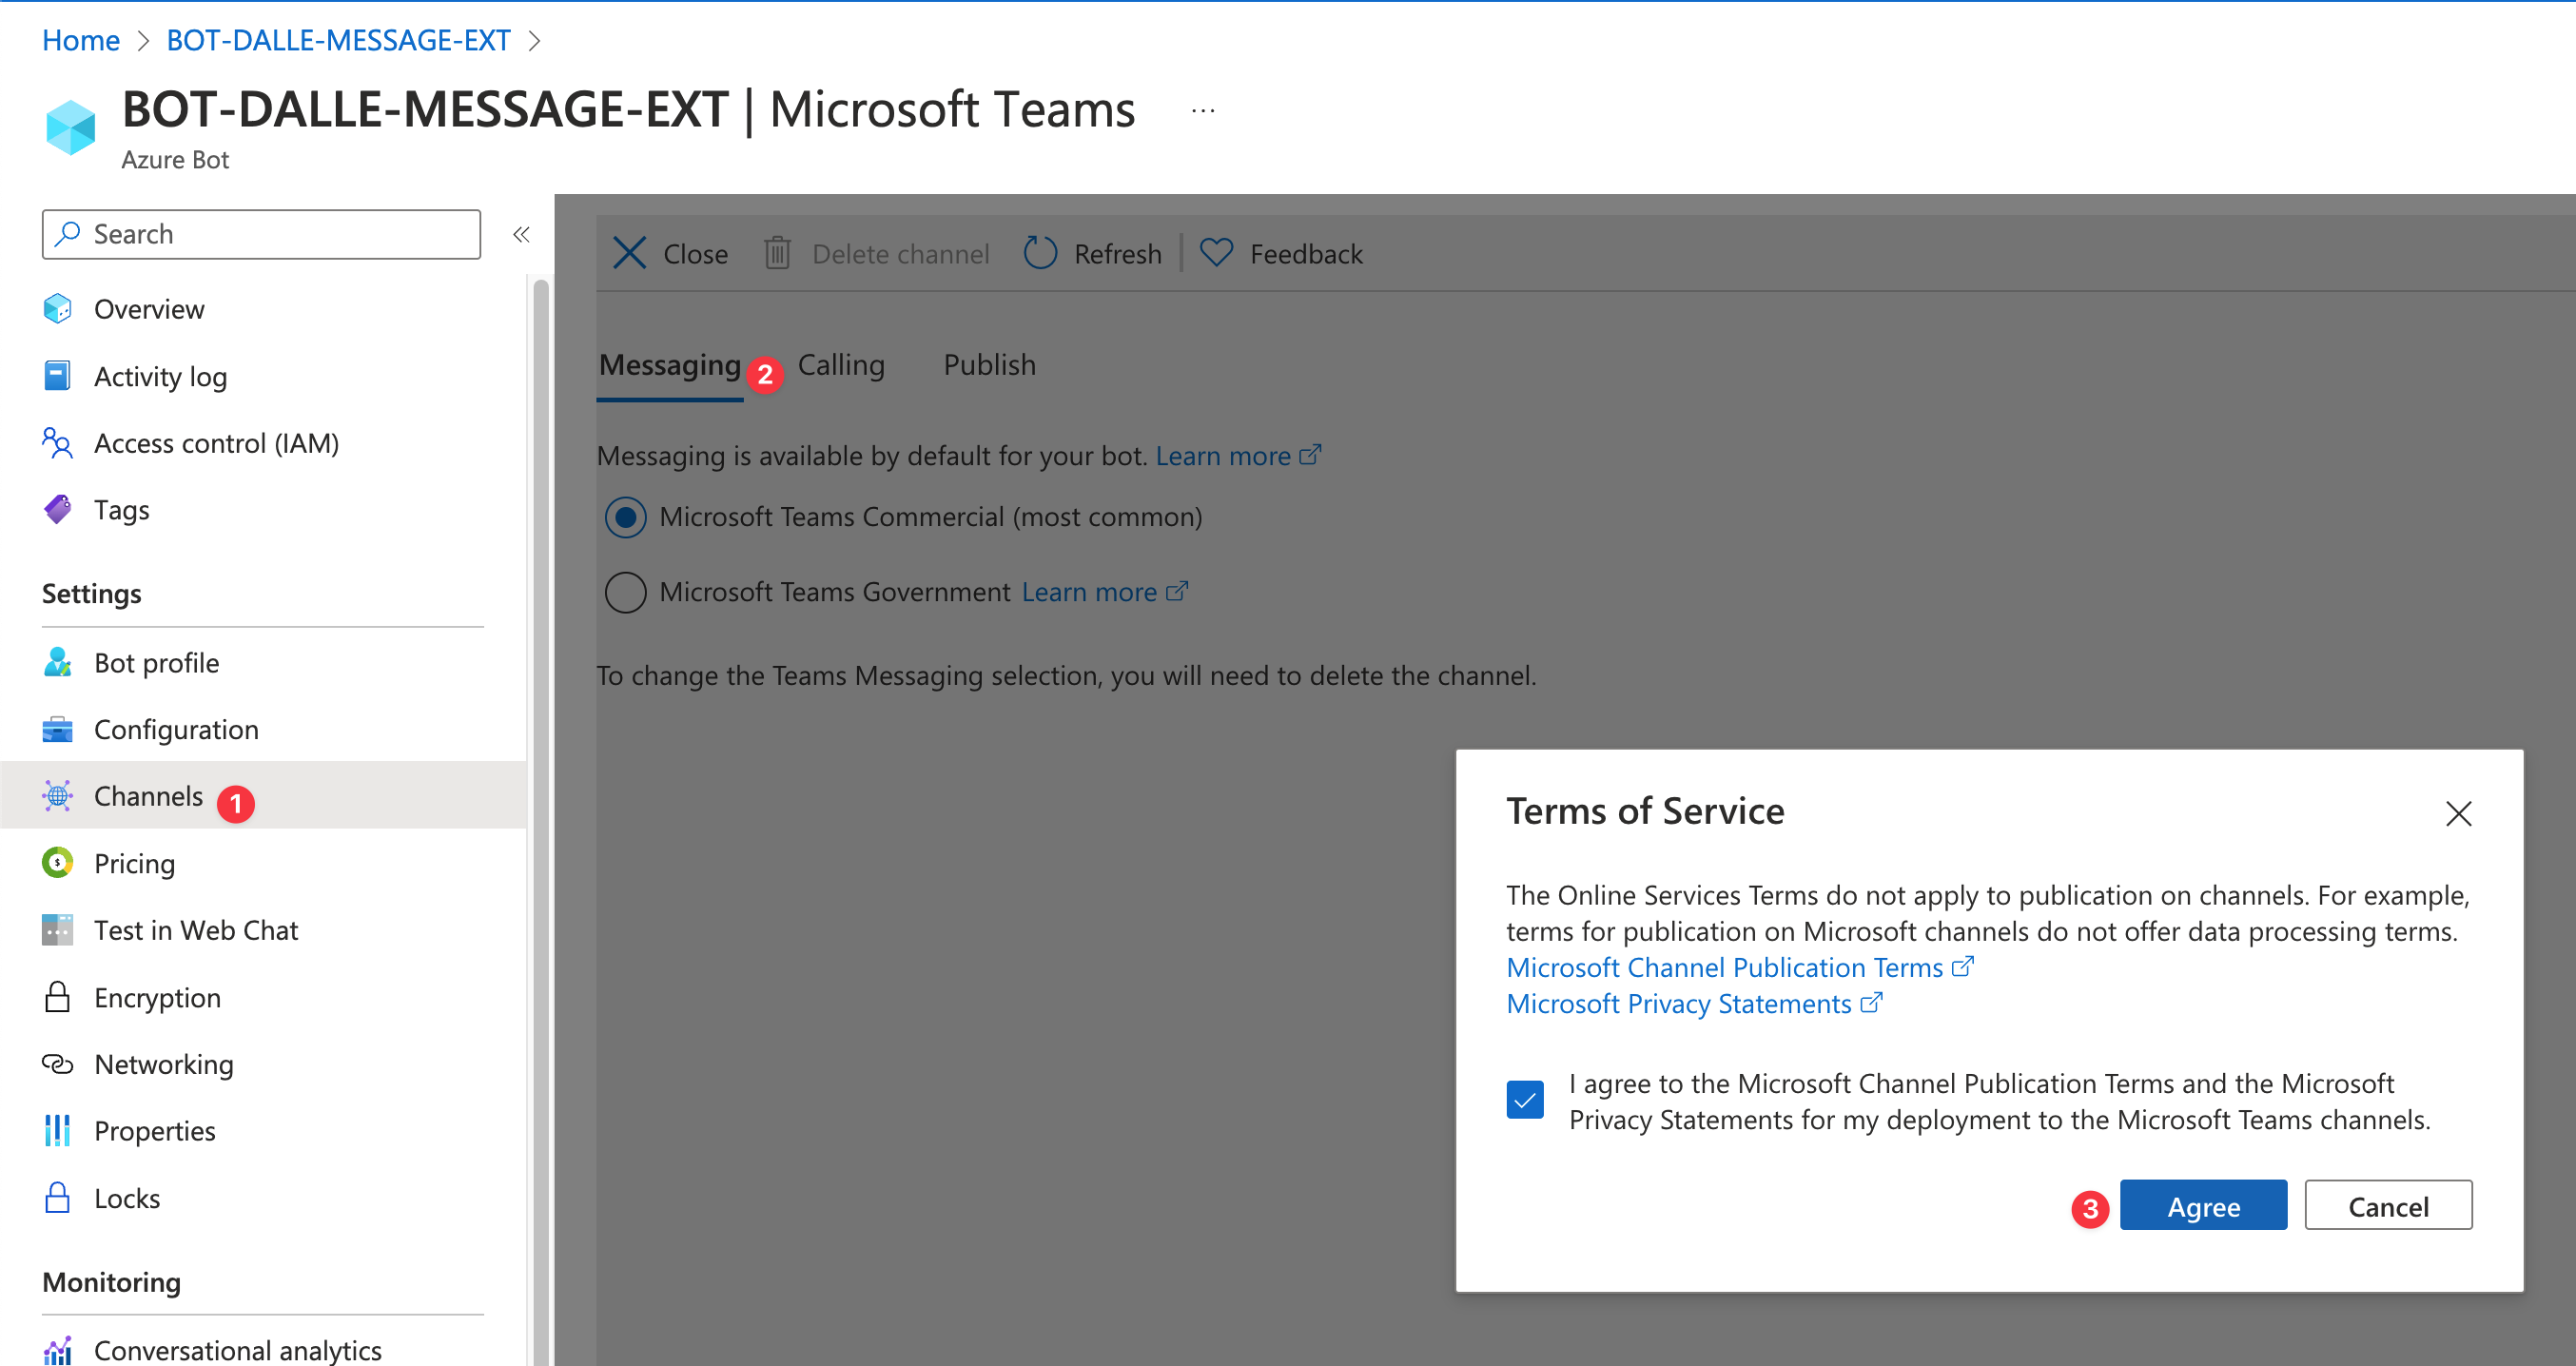 Home > BOT-DALLE-MESSAGE-EXT >
BOT-DALLE-MESSAGE-EXT | Microsoft Teams ...
Azure Bot
Search
«
Overview
Activity log
Access control (IAM)
Tags
Settings
Bot profile
Configuration
Channels 1
Pricing
Test in Web Chat
Encryption
Networking
Properties
Locks
Monitoring
Conversational analytics
Close Delete channel Refresh Feedback
Messaging 2 Calling Publish
Messaging is available by default for your bot. Learn more
Microsoft Teams Commercial (most common)
Microsoft Teams Government Learn more
To change the Teams Messaging selection, you will need to delete the channel.
Terms of Service
The Online Services Terms do not apply to publication on channels. For example,
terms for publication on Microsoft channels do not offer data processing terms.
Microsoft Channel Publication Terms
Microsoft Privacy Statements
I agree to the Microsoft Channel Publication Terms and the Microsoft
Privacy Statements for my deployment to the Microsoft Teams channels.
3 Agree Cancel